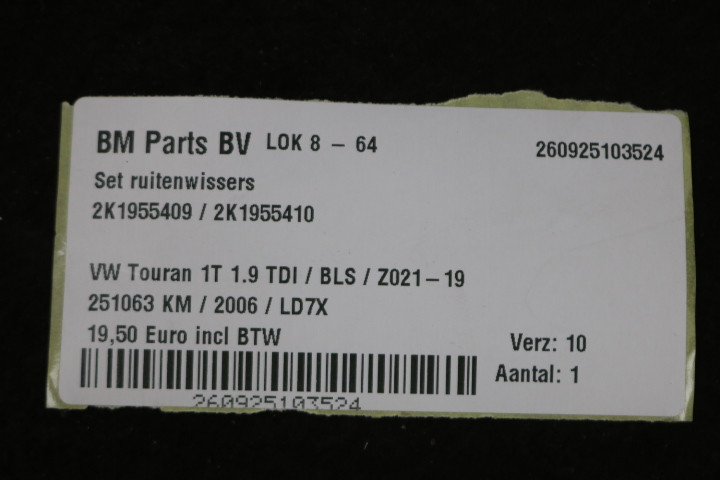 BM Parts BV LOK 8 - 64 260925103524
Set ruitenwissers
2K1955409 / 2K1955410
VW Touran 1T 1.9 TDI / BLS / Z021-19
251063 KM / 2006 / LD7X
19,50 Euro incl BTW
Verz: 10
Aantal: 1
260925103524